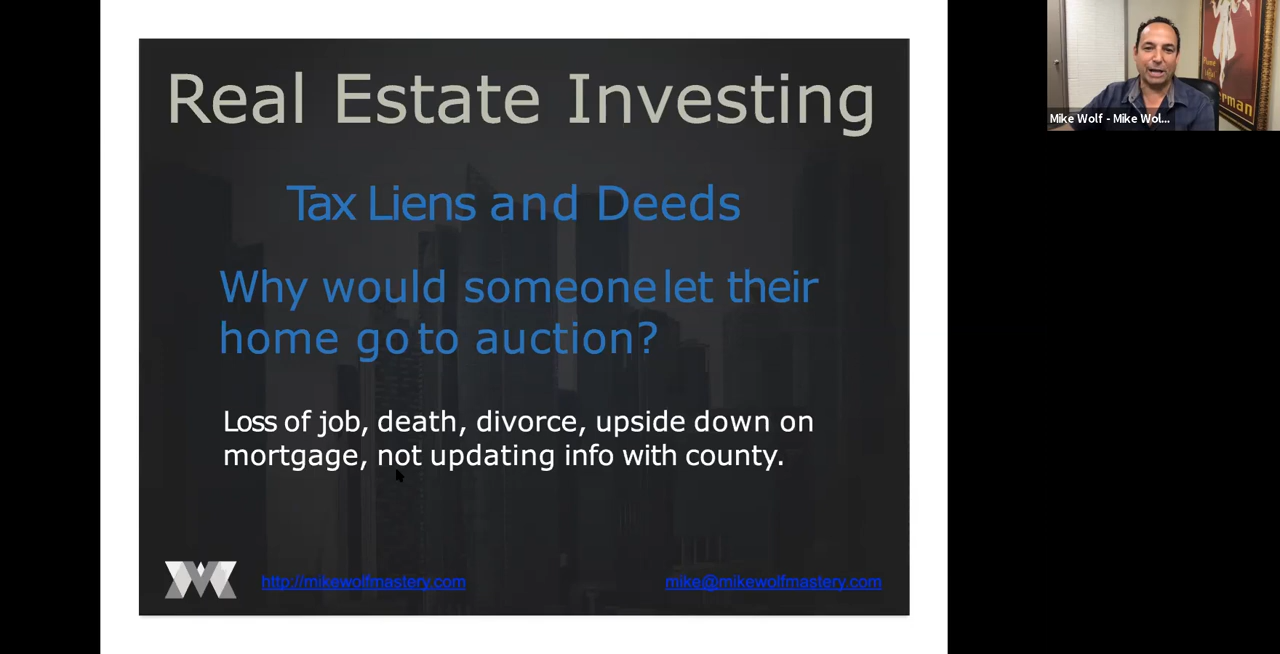 Real Estate Investing
Tax Liens and Deeds
Why would someone let their
home go to auction?
Loss of job, death, divorce, upside down on
mortgage, not updating info with county.
http://mikewolfmastery.com
mike@mikewolfmastery.com
Mike Wolf - Mike Wol...